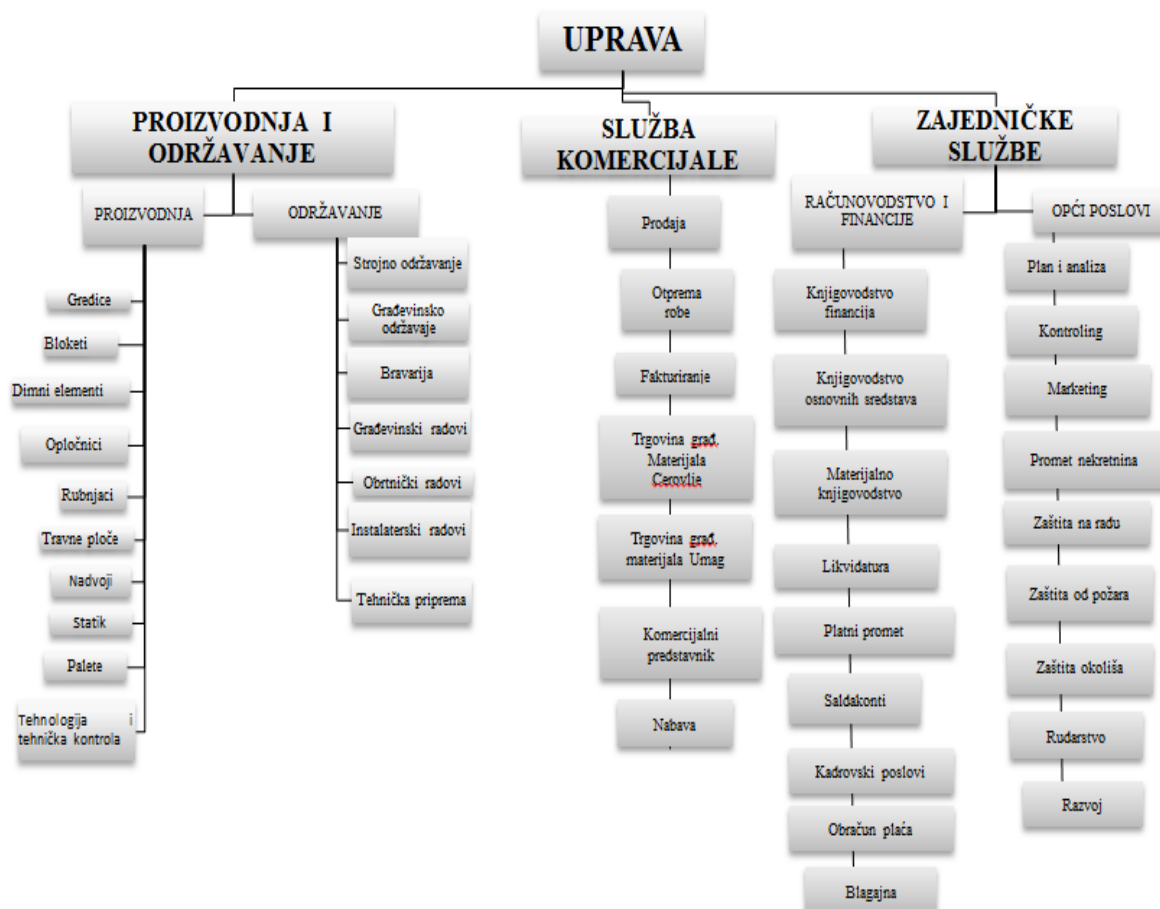 UPRAVA
PROIZVODNJA I
ODRŽAVANJE
PROIZVODNJA
Gredice
Bloketi
Dimni elementi
Opločnici
Rubnjaci
Travne ploče
Nadvoji
Statik
Palete
Tehnologija i
tehnička kontrola
ODRŽAVANJE
Strojno održavanje
Građevinsko
održavaje
Bravarija
Građevinski radovi
Obrtnički radovi
Instalaterski radovi
Tehnička priprema
SLUŽBA
KOMERCIJALE
Prodaja
Otprema
robe
Fakturiranje
Trgovina građ.
Materijala
Cerovlje
Trgovina građ.
materijala Umag
Komercijalni
predstavnik
Nabava
ZAJEDNIČKE
SLUŽBE
RAČUNOVODSTVO I
FINANCIJE
Knjigovodstvo
financija
Knjigovodstvo
osnovnih sredstava
Materijalno
knjigovodstvo
Likvidatura
Platni promet
Saldakonti
Kadrovski poslovi
Obračun plaća
Blagajna
OPĆI POSLOVI
Plan i analiza
Kontroling
Marketing
Promet nekretnina
Zaštita na radu
Zaštita od požara
Zaštita okoliša
Rudarstvo
Razvoj